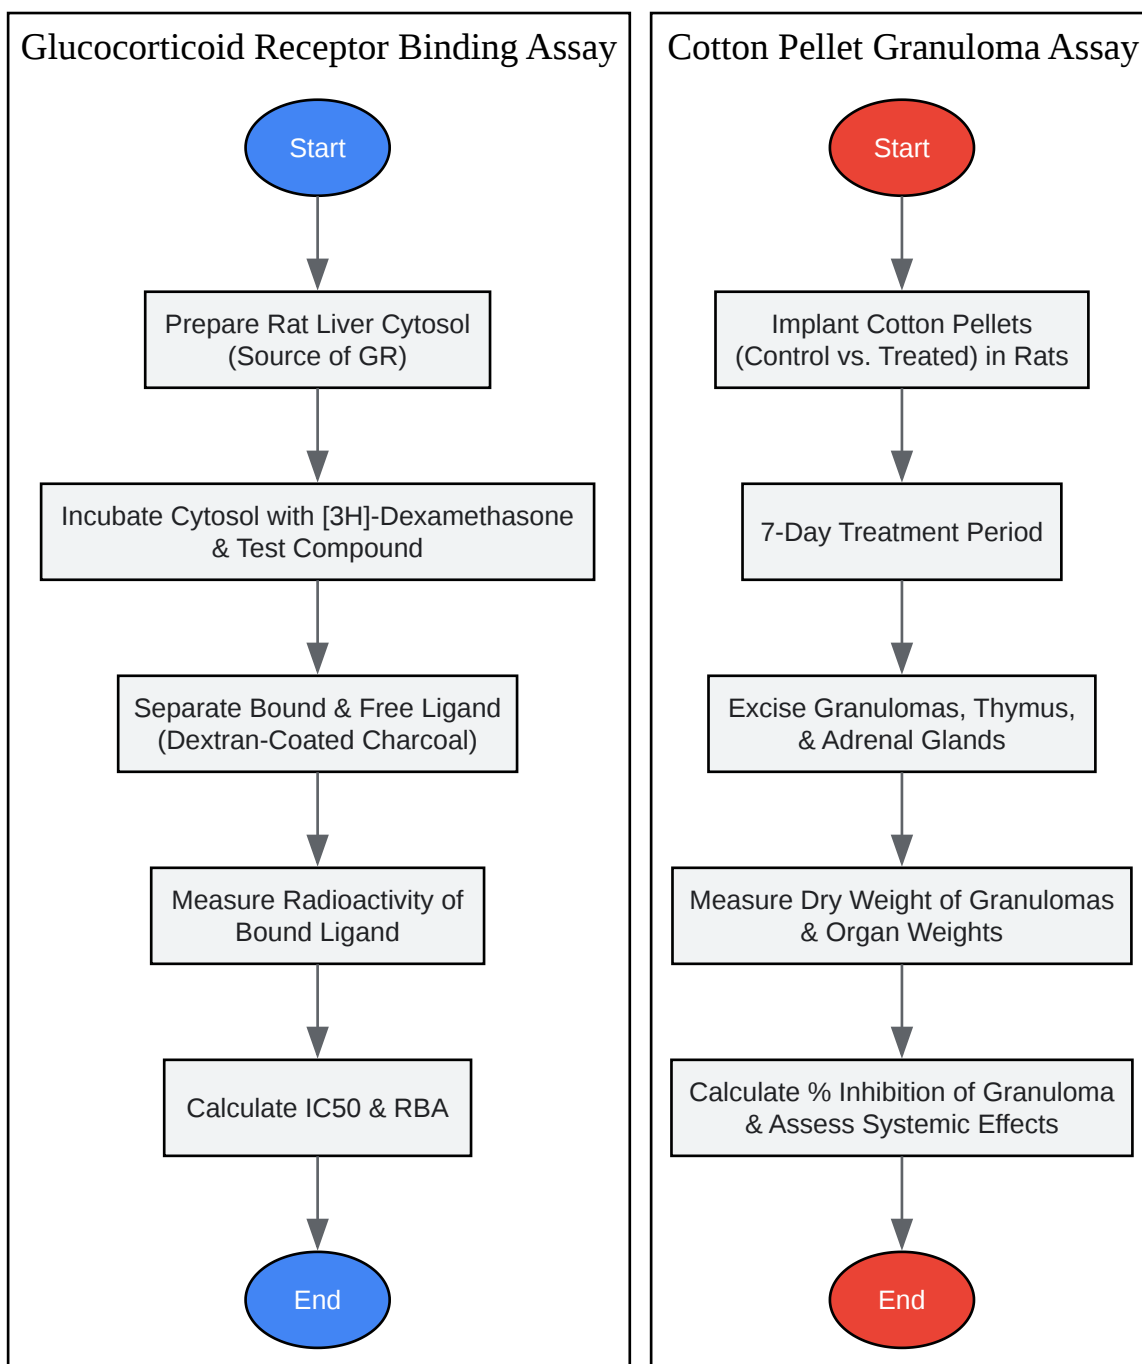 Glucocorticoid Receptor Binding Assay
Start
Prepare Rat Liver Cytosol
(Source of GR)
Incubate Cytosol with [3H]-Dexamethasone
& Test Compound
Separate Bound & Free Ligand
(Dextran-Coated Charcoal)
Measure Radioactivity of
Bound Ligand
Calculate IC50 & RBA
End
Cotton Pellet Granuloma Assay
Start
Implant Cotton Pellets
(Control vs. Treated) in Rats
7-Day Treatment Period
Excise Granulomas, Thymus,
& Adrenal Glands
Measure Dry Weight of Granulomas
& Organ Weights
Calculate % Inhibition of Granuloma
& Assess Systemic Effects
End